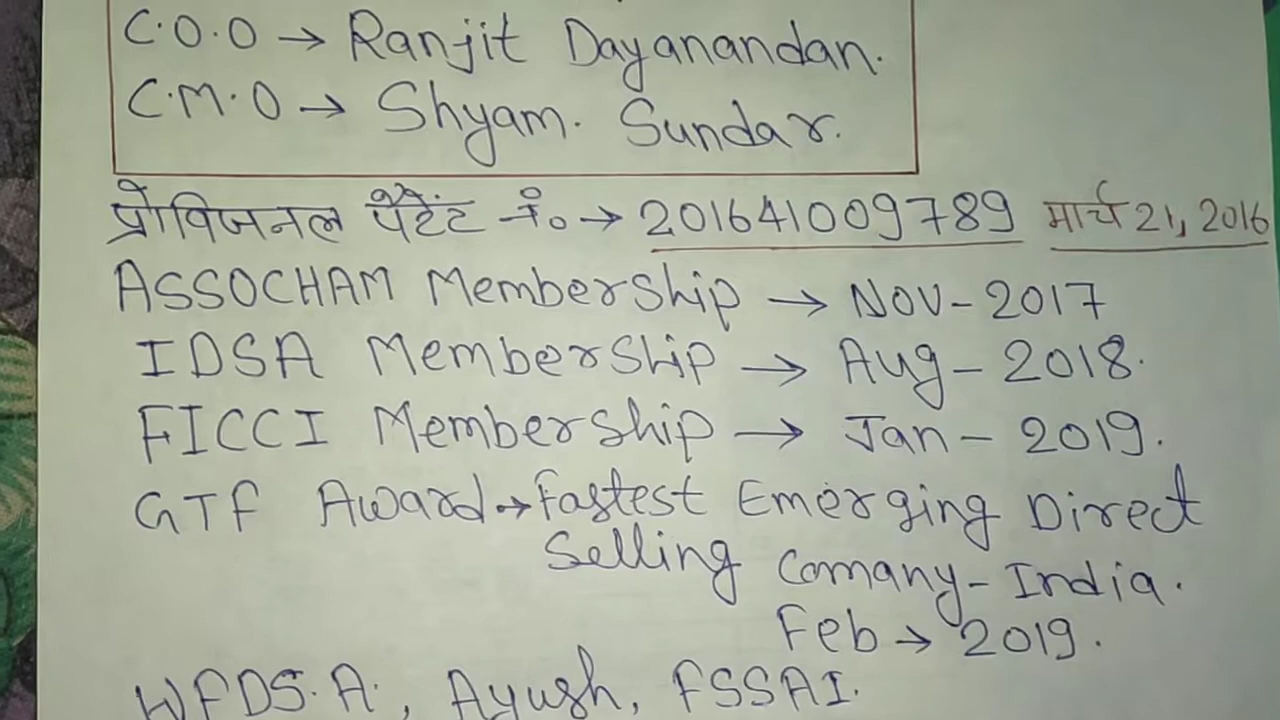 C.O.O → Ranjit Dayanandan.
C.M.O → Shyam. Sundar.
प्रोविजनल पैटेंट नं० → 201641009789 मार्च 21, 2016
ASSOCHAM Membership → Nov-2017
IDSA Membership → Aug-2018.
FICCI Membership → Jan-2019.
GTF Award → Fastest Emerging Direct
Selling Comany-India.
Feb → 2019.
WFDS.A., Ayush, FSSAI.